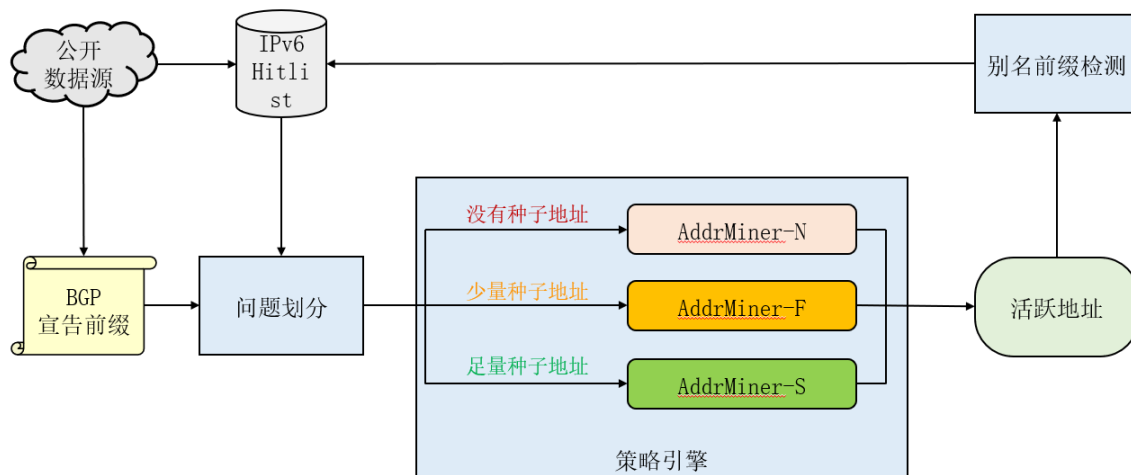 公开
数据源
IPv6
Hitli
st
别名前缀检测
没有种子地址
AddrMiner-N
BGP
宣告前缀
问题划分
少量种子地址
AddrMiner-F
活跃地址
足量种子地址
AddrMiner-S
策略引擎